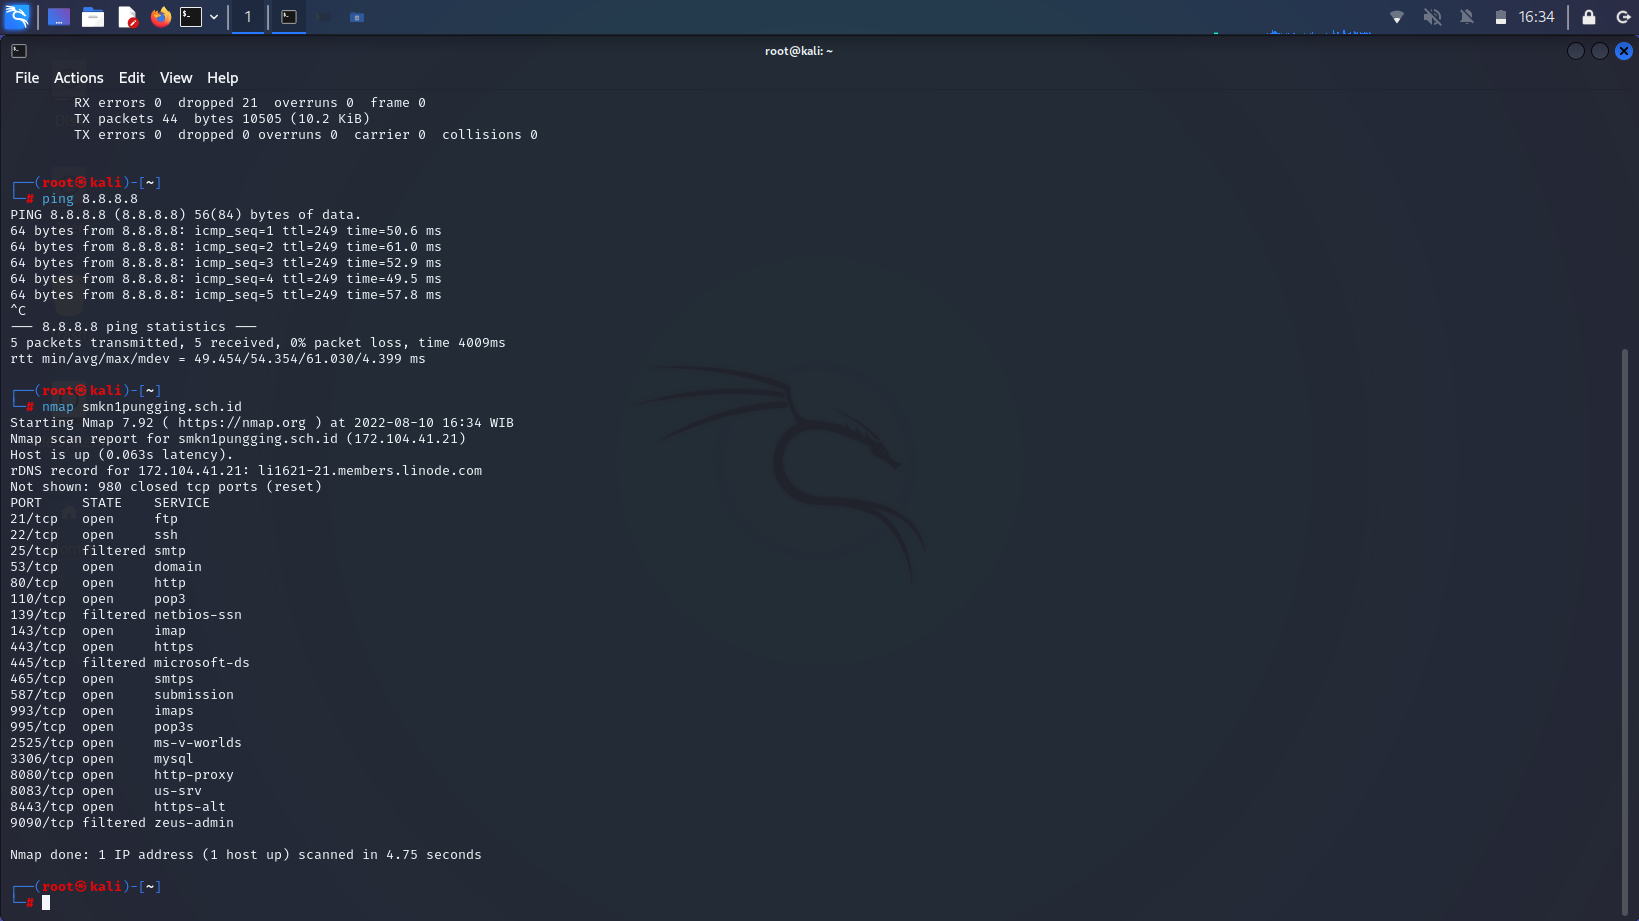 1
16:34
root@kali: ~
File Actions Edit View Help
RX errors 0  dropped 21  overruns 0  frame 0
TX packets 44  bytes 10505 (10.2 KiB)
TX errors 0  dropped 0 overruns 0  carrier 0  collisions 0
┌──(root㉿kali)-[~]
└─# ping 8.8.8.8
PING 8.8.8.8 (8.8.8.8) 56(84) bytes of data.
64 bytes from 8.8.8.8: icmp_seq=1 ttl=249 time=50.6 ms
64 bytes from 8.8.8.8: icmp_seq=2 ttl=249 time=61.0 ms
64 bytes from 8.8.8.8: icmp_seq=3 ttl=249 time=52.9 ms
64 bytes from 8.8.8.8: icmp_seq=4 ttl=249 time=49.5 ms
64 bytes from 8.8.8.8: icmp_seq=5 ttl=249 time=57.8 ms
^C
--- 8.8.8.8 ping statistics ---
5 packets transmitted, 5 received, 0% packet loss, time 4009ms
rtt min/avg/max/mdev = 49.454/54.354/61.030/4.399 ms
┌──(root㉿kali)-[~]
└─# nmap smkn1pungging.sch.id
Starting Nmap 7.92 ( https://nmap.org ) at 2022-08-10 16:34 WIB
Nmap scan report for smkn1pungging.sch.id (172.104.41.21)
Host is up (0.063s latency).
rDNS record for 172.104.41.21: li1621-21.members.linode.com
Not shown: 980 closed tcp ports (reset)
PORT     STATE    SERVICE
21/tcp   open     ftp
22/tcp   open     ssh
25/tcp   filtered smtp
53/tcp   open     domain
80/tcp   open     http
110/tcp  open     pop3
139/tcp  filtered netbios-ssn
143/tcp  open     imap
443/tcp  open     https
445/tcp  filtered microsoft-ds
465/tcp  open     smtps
587/tcp  open     submission
993/tcp  open     imaps
995/tcp  open     pop3s
2525/tcp open     ms-v-worlds
3306/tcp open     mysql
8080/tcp open     http-proxy
8083/tcp open     us-srv
8443/tcp open     https-alt
9090/tcp filtered zeus-admin
Nmap done: 1 IP address (1 host up) scanned in 4.75 seconds
┌──(root㉿kali)-[~]
└─#